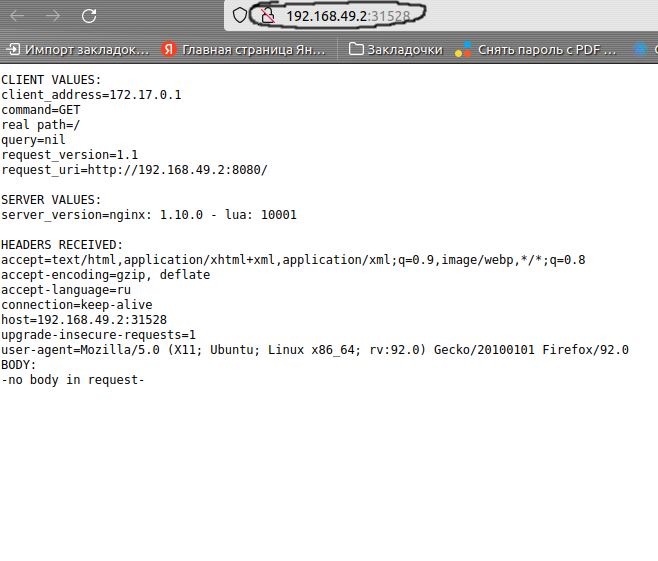 192.168.49.2:31528
Импорт закладок… Главная страница Ян… Закладочки Снять пароль с PDF …
CLIENT VALUES:
client_address=172.17.0.1
command=GET
real path=/
query=nil
request_version=1.1
request_uri=http://192.168.49.2:8080/
SERVER VALUES:
server_version=nginx: 1.10.0 - lua: 10001
HEADERS RECEIVED:
accept=text/html,application/xhtml+xml,application/xml;q=0.9,image/webp,*/*;q=0.8
accept-encoding=gzip, deflate
accept-language=ru
connection=keep-alive
host=192.168.49.2:31528
upgrade-insecure-requests=1
user-agent=Mozilla/5.0 (X11; Ubuntu; Linux x86_64; rv:92.0) Gecko/20100101 Firefox/92.0
BODY:
-no body in request-